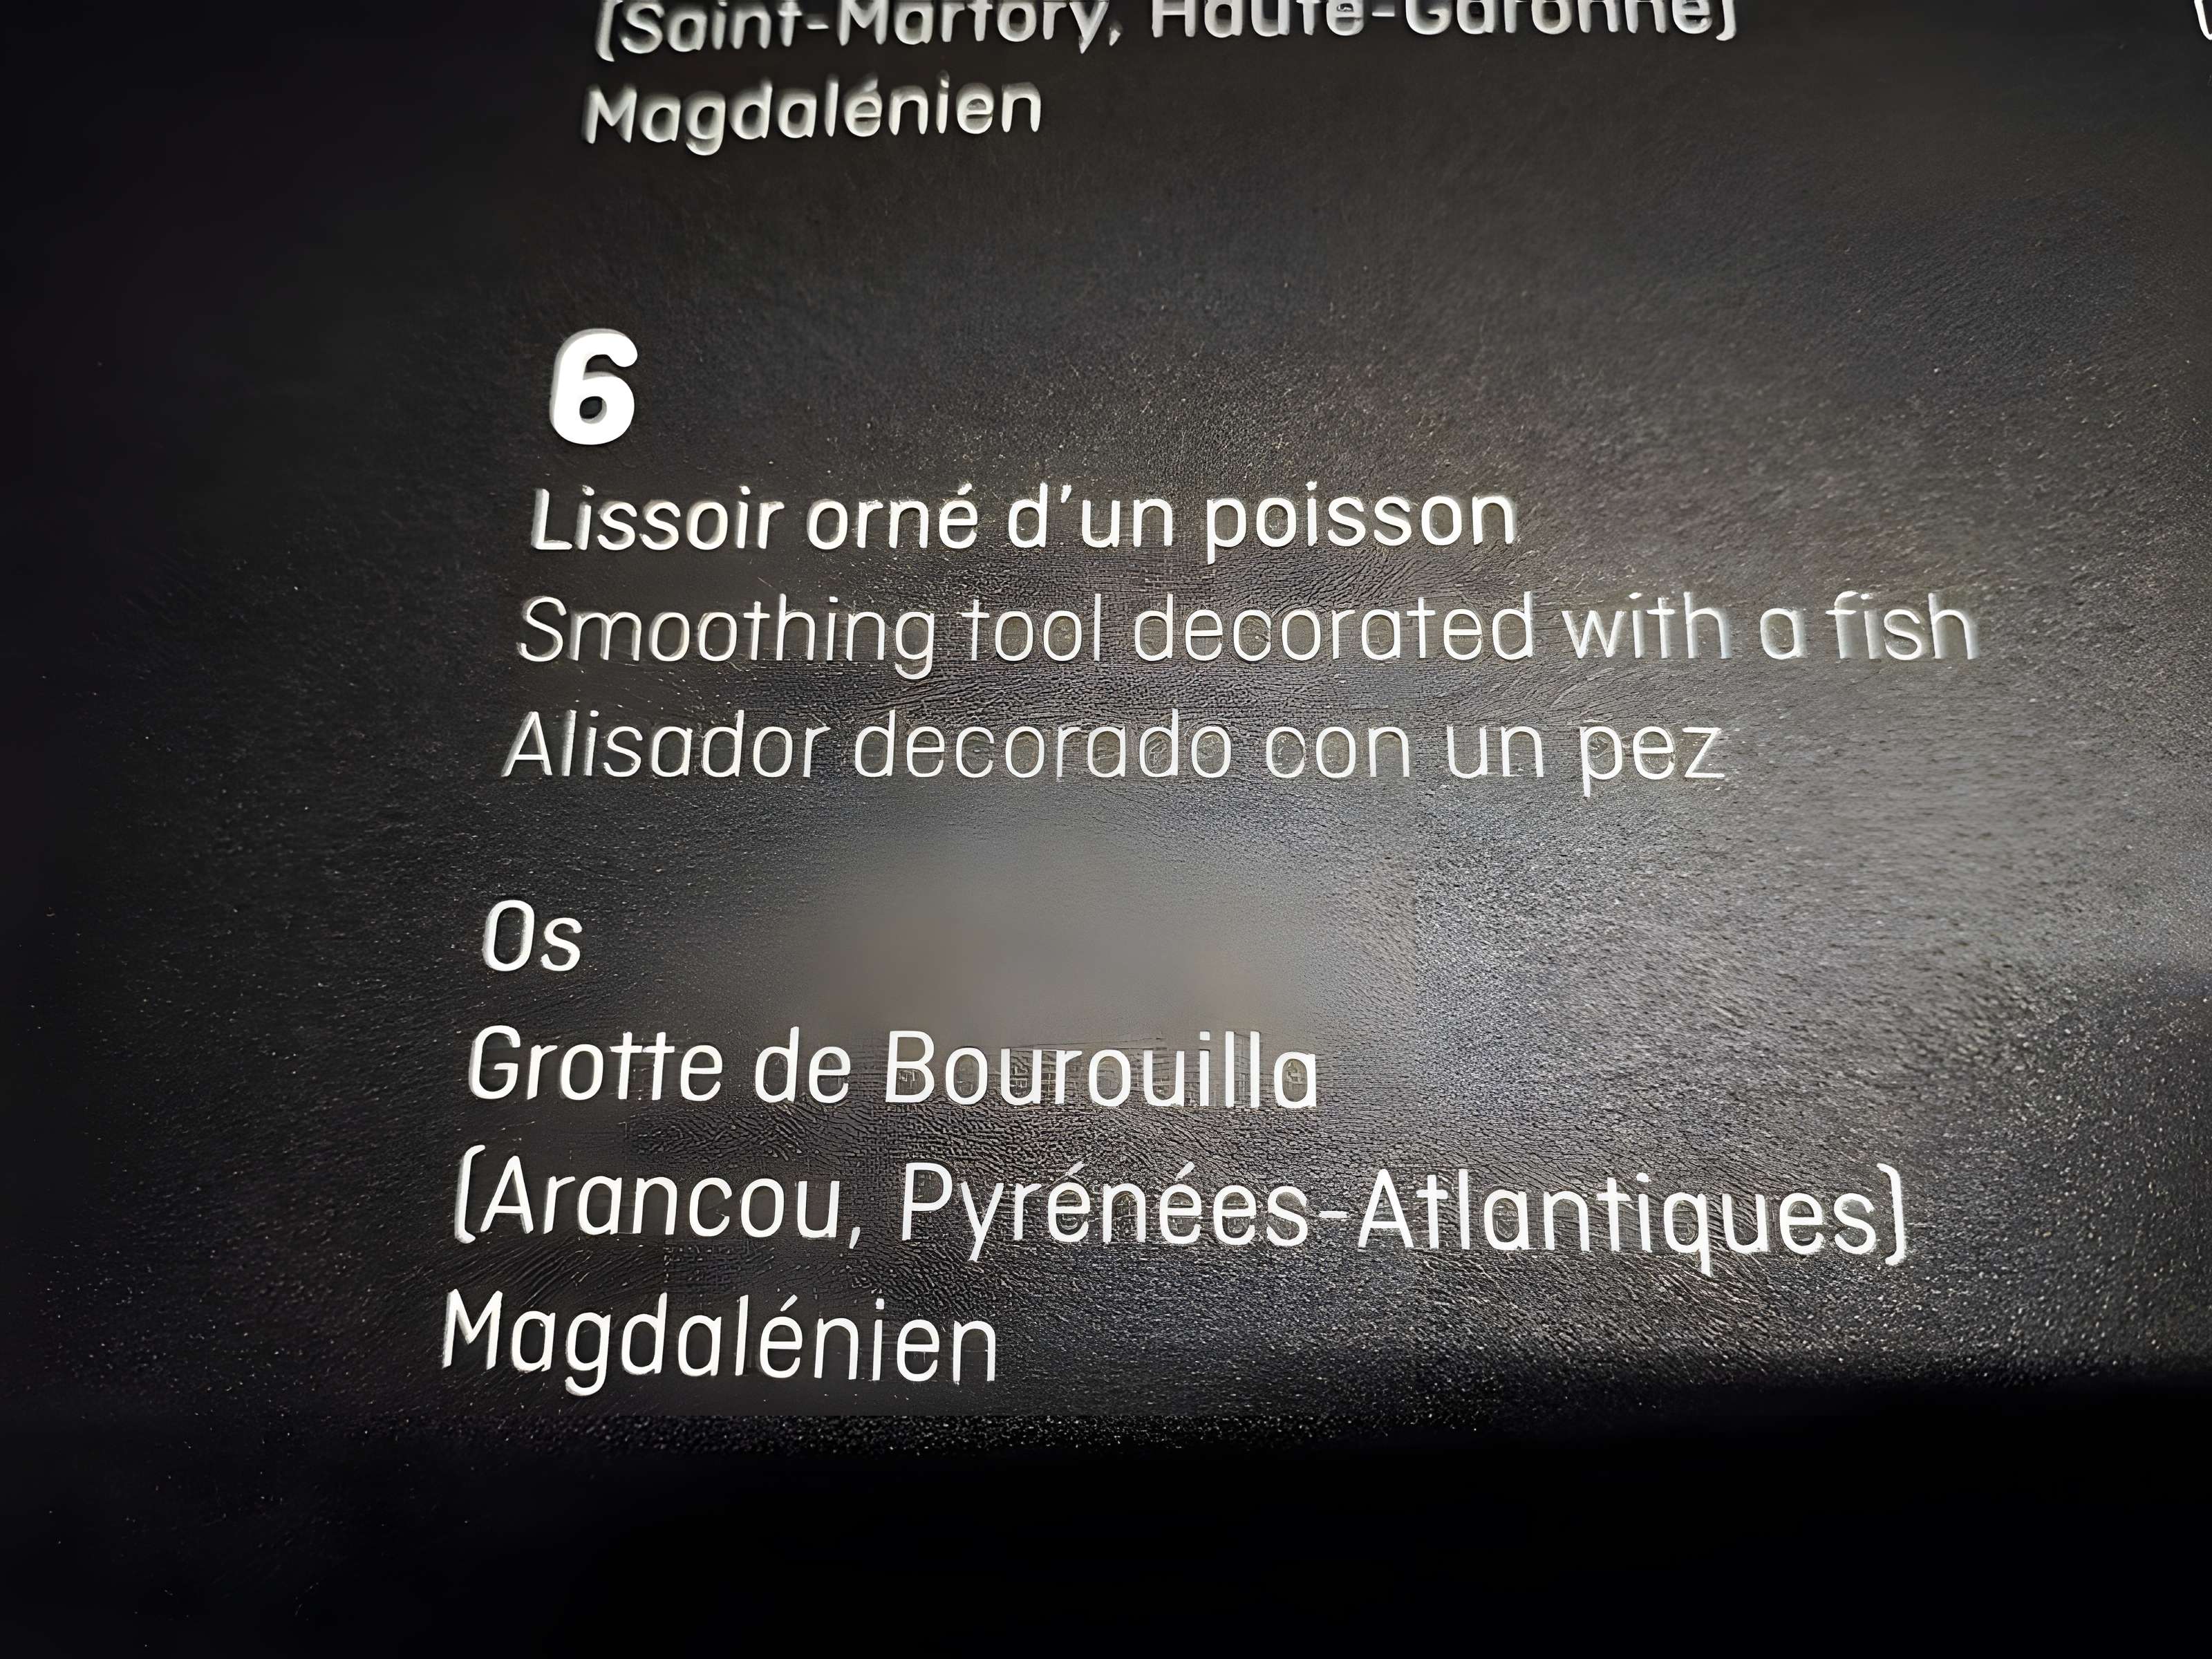 (Saint-Martory, Haute-Garonne)
Magdalénien
6
Lissoir orné d'un poisson
Smoothing tool decorated with a fish
Alisador decorado con un pez
Os
Grotte de Bourouilla
(Arancou, Pyrénées-Atlantiques)
Magdalénien